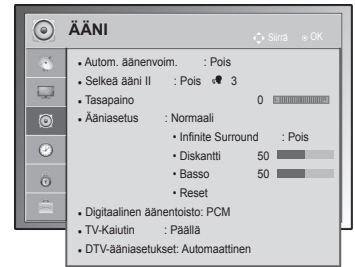 ÄÄNI
Siirrä OK
• Autom. äänenvoim. : Pois
• Selkeä ääni II : Pois 3
• Tasapaino 0
• Ääniasetus : Normaali
• Infinite Surround : Pois
• Diskantti 50
• Basso 50
• Reset
• Digitaalinen äänentoisto: PCM
• TV-Kaiutin : Päällä
• DTV-ääniasetukset: Automaattinen